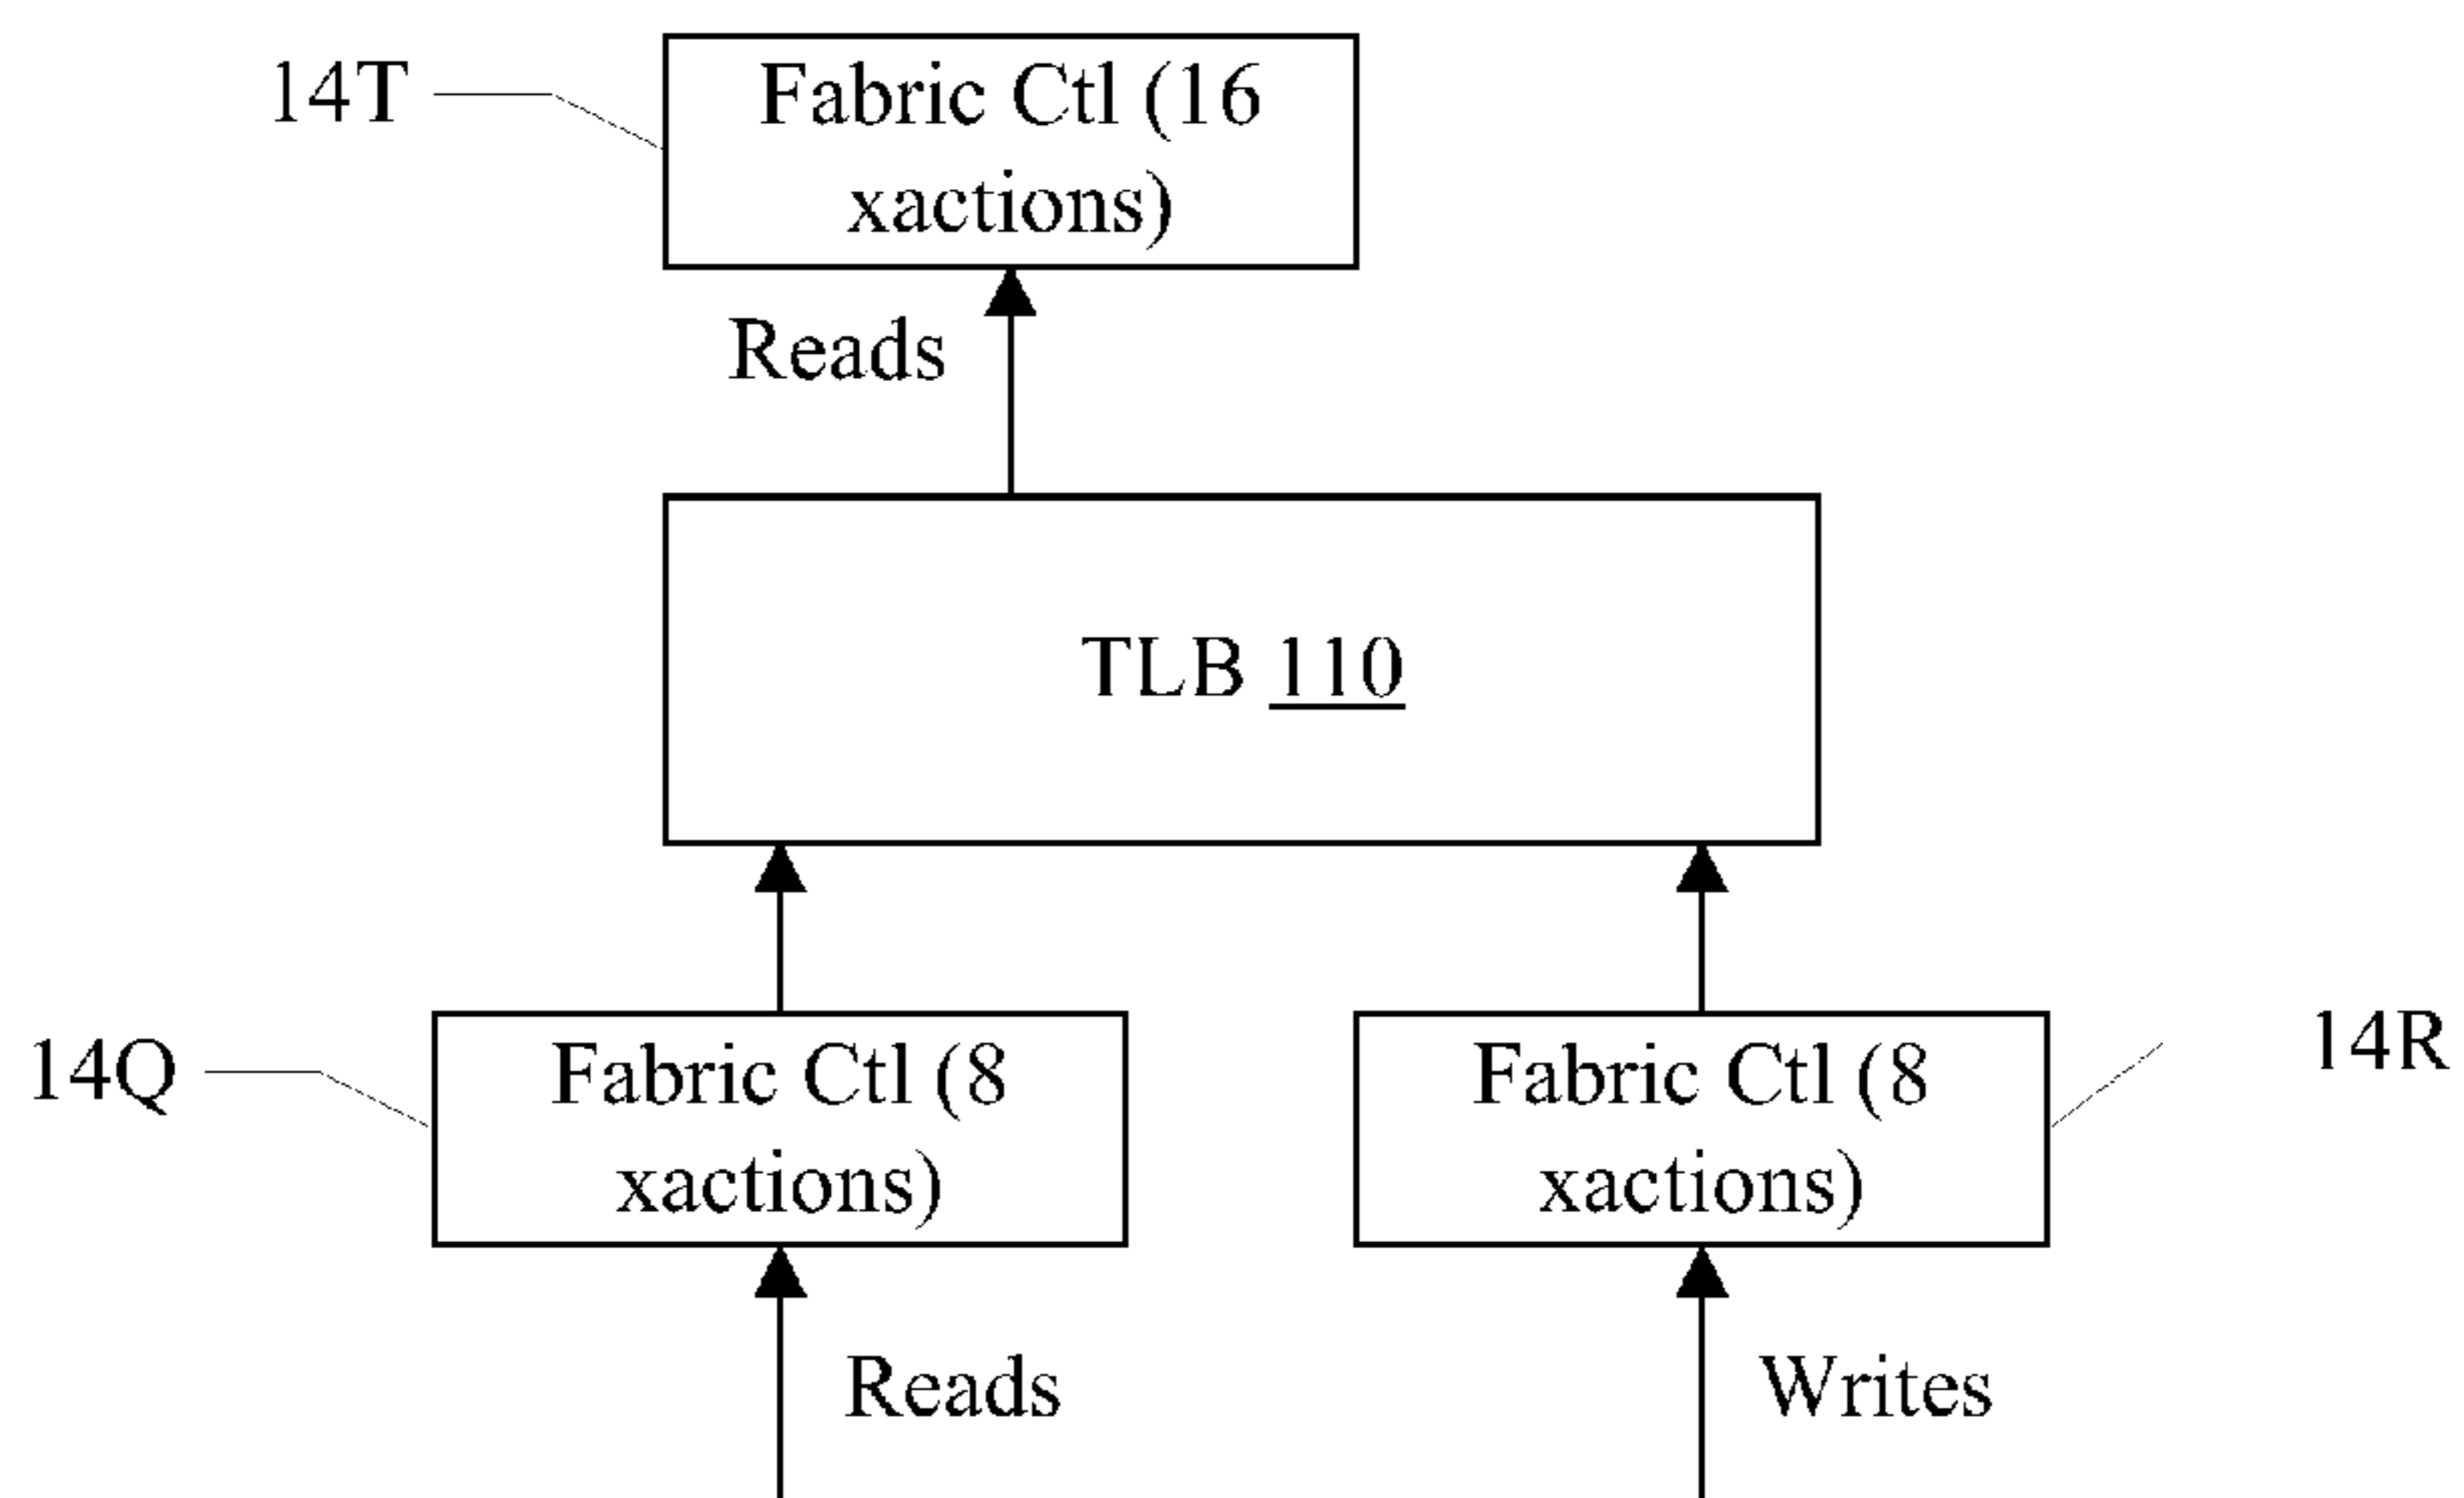 14T
Fabric Ctl (16
xactions)
Reads
TLB 110
14Q
Fabric Ctl (8
xactions)
Fabric Ctl (8
xactions)
14R
Reads
Writes